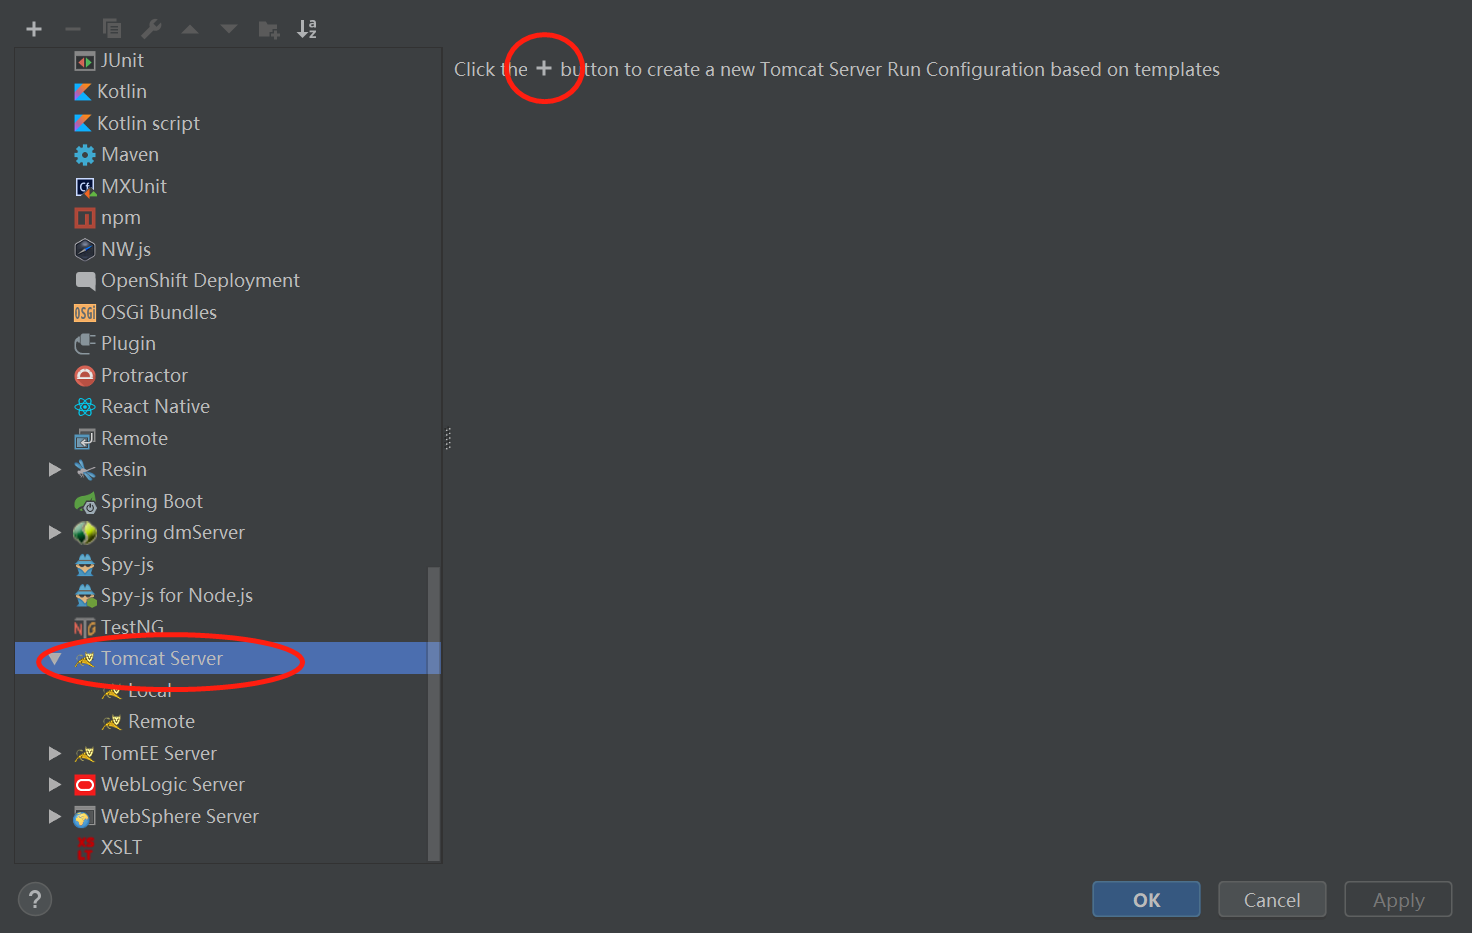 Click the + button to create a new Tomcat Server Run Configuration based on templates
JUnit
Kotlin
Kotlin script
Maven
MXUnit
npm
NW.js
OpenShift Deployment
OSGi Bundles
Plugin
Protractor
React Native
Remote
Resin
Spring Boot
Spring dmServer
Spy-js
Spy-js for Node.js
TestNG
Tomcat Server
Local
Remote
TomEE Server
WebLogic Server
WebSphere Server
XSLT
? OK Cancel Apply